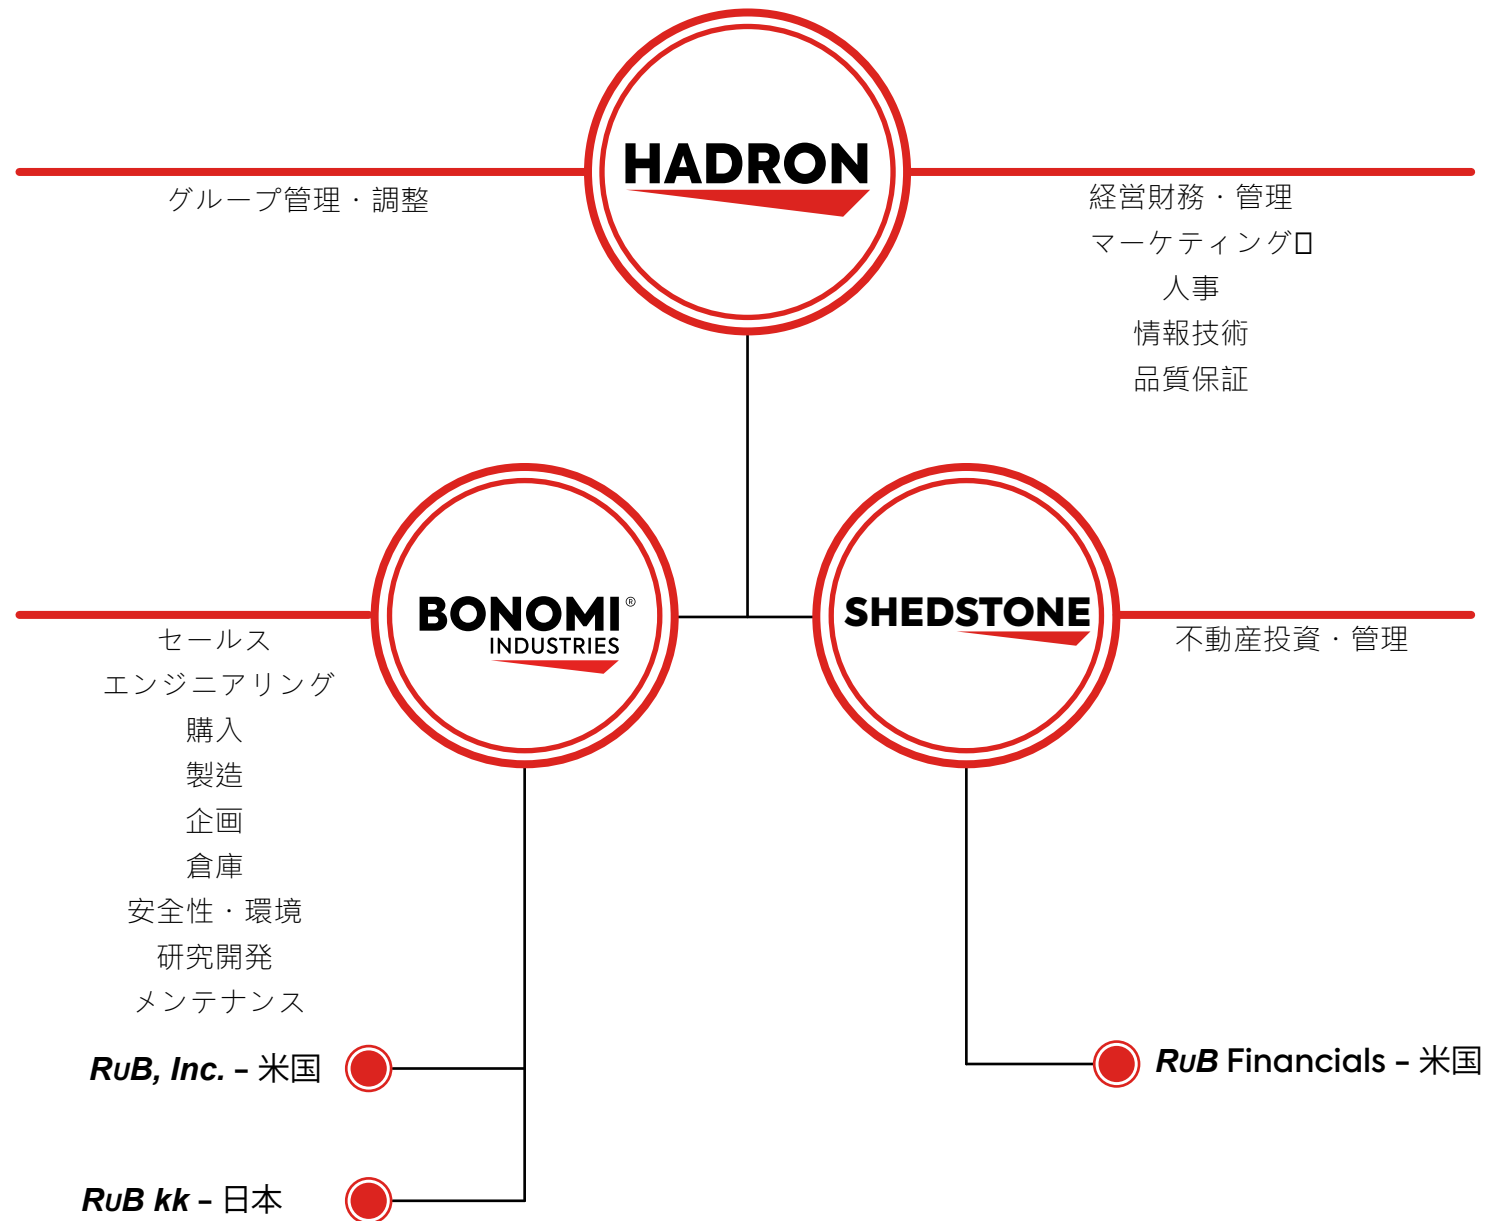 HADRON
グループ管理・調整
経営財務・管理
マーケティング
人事
情報技術
品質保証
BONOMI®
INDUSTRIES
SHEDSTONE
セールス
エンジニアリング
購入
製造
企画
倉庫
安全性・環境
研究開発
メンテナンス
不動産投資・管理
RuB, Inc. – 米国
RuB Financials – 米国
RuB kk – 日本